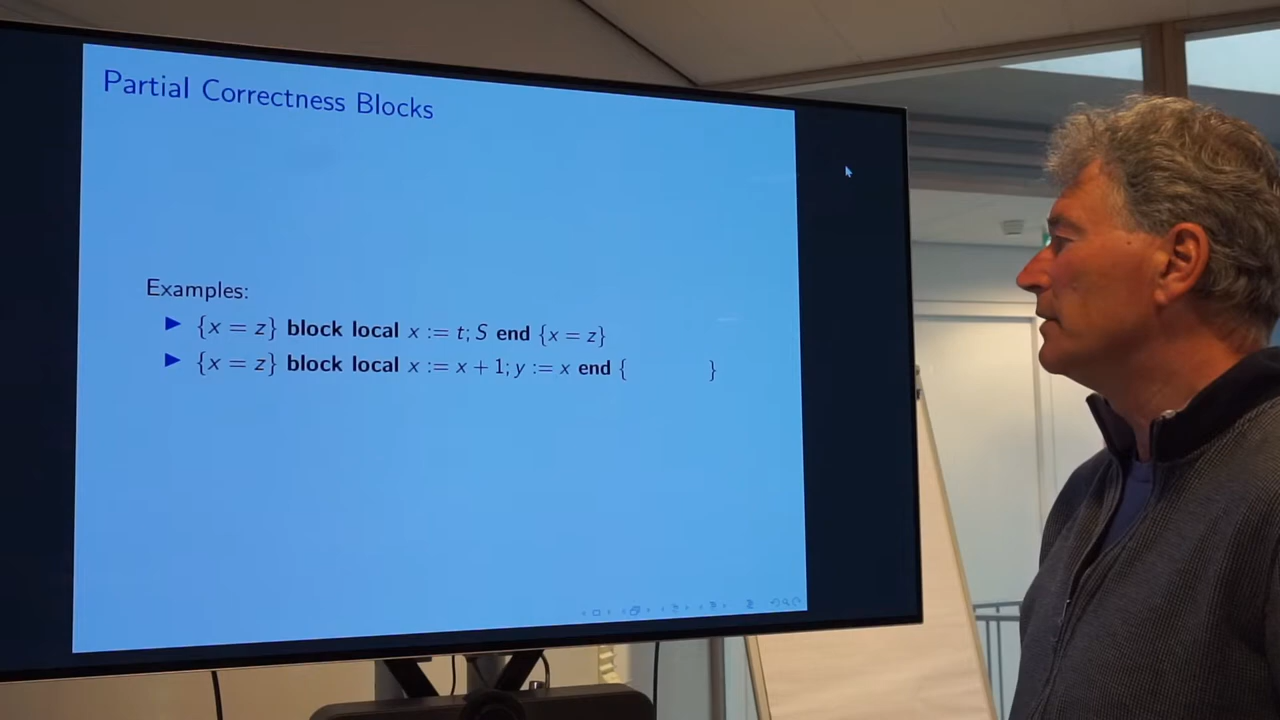 Partial Correctness Blocks
Examples:
▶ {x = z} block local x := t; S end {x = z}
▶ {x = z} block local x := x + 1; y := x end { }